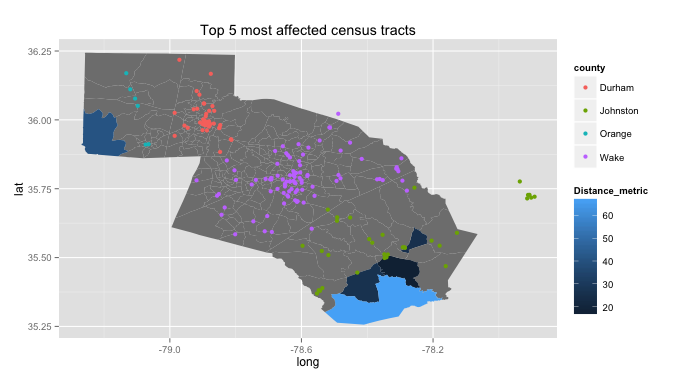 Top 5 most affected census tracts
36.25
36.00
35.75
35.50
35.25
lat
-79.0
-78.6
-78.2
long
county
Durham
Johnston
Orange
Wake
Distance_metric
60
50
40
30
20